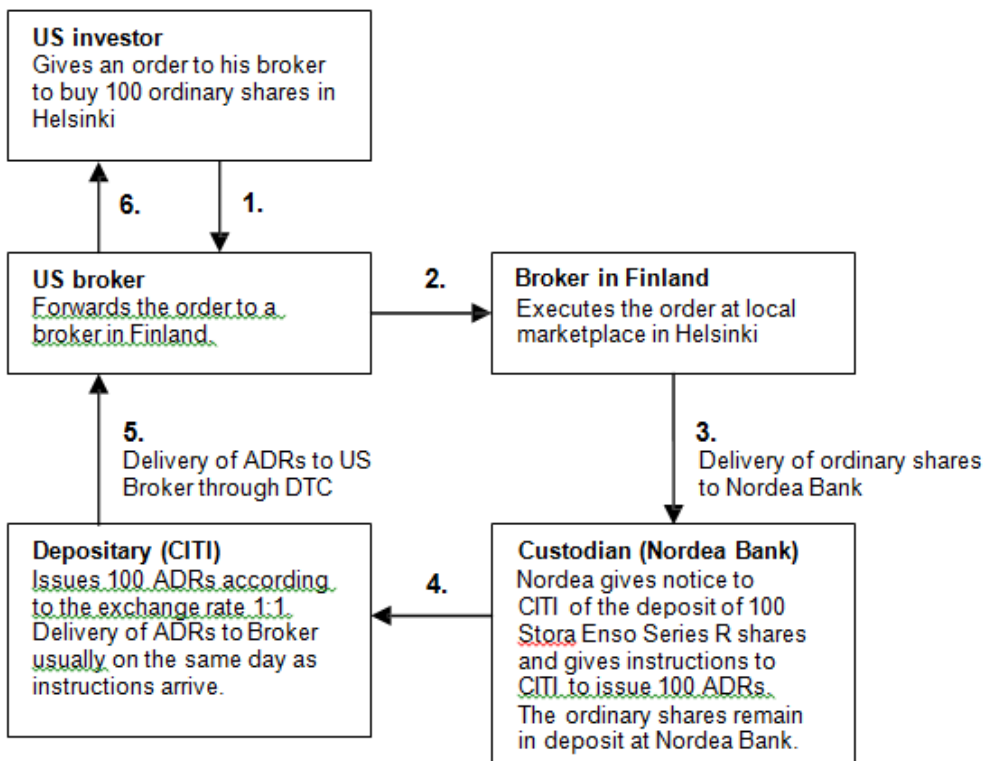 US investor
Gives an order to his broker
to buy 100 ordinary shares in
Helsinki
6.
1.
US broker
Forwards the order to a
broker in Finland.
2.
Broker in Finland
Executes the order at local
marketplace in Helsinki
5.
Delivery of ADRs to US
Broker through DTC
3.
Delivery of ordinary shares
to Nordea Bank
Depositary (CITI)
Issues 100 ADRs according
to the exchange rate 1:1.
Delivery of ADRs to Broker
usually on the same day as
instructions arrive.
4.
Custodian (Nordea Bank)
Nordea gives notice to
CITI of the deposit of 100
Stora Enso Series R shares
and gives instructions to
CITI to issue 100 ADRs.
The ordinary shares remain
in deposit at Nordea Bank.